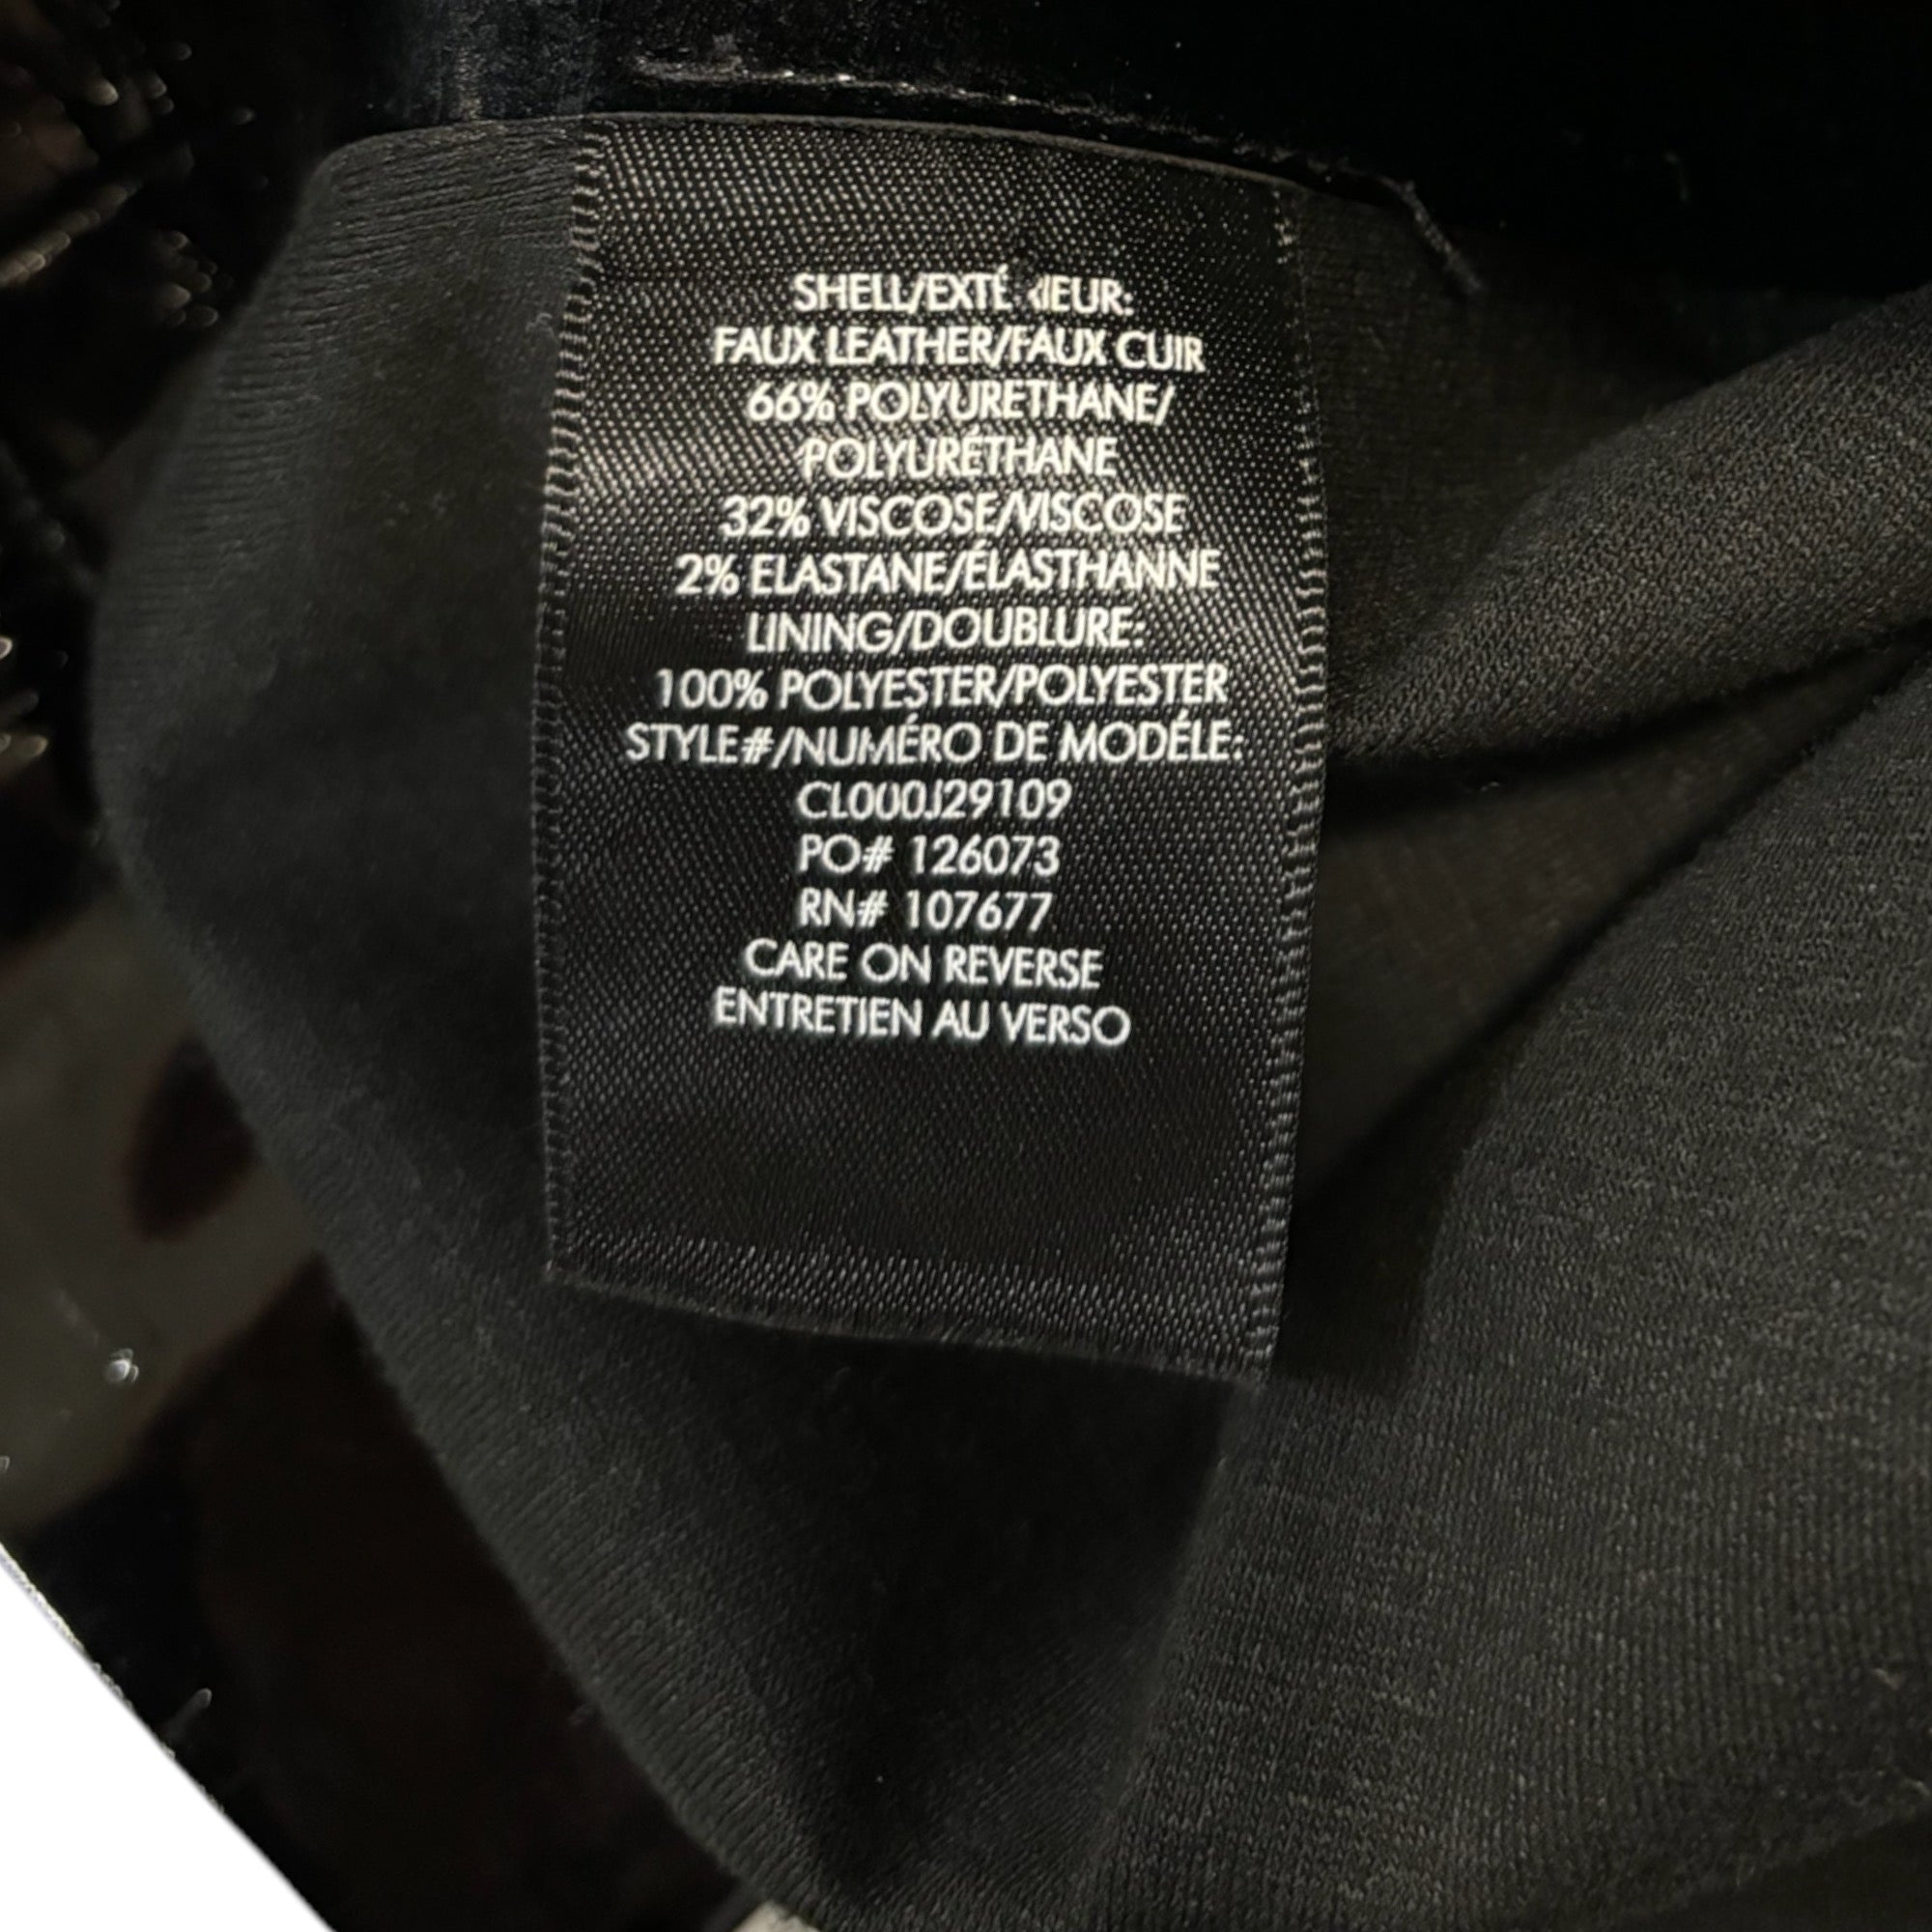 SHELL/EXTÉRIEUR:
FAUX LEATHER/FAUX CUIR
66% POLYURETHANE/
POLYURÉTHANE
32% VISCOSE/VISCOSE
2% ELASTANE/ÉLASTHANNE
LINING/DOUBLURE:
100% POLYESTER/POLYESTER
STYLE#/NUMÉRO DE MODÉLE:
CL000J29109
PO# 126073
RN# 107677
CARE ON REVERSE
ENTRETIEN AU VERSO